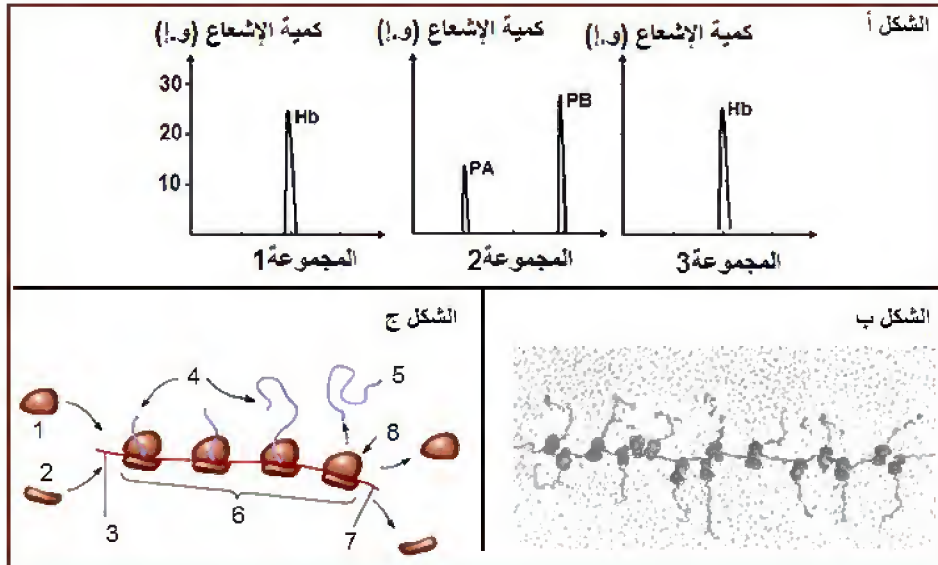 الشكل أ
كمية الإشعاع (و.إ)
كمية الإشعاع (و.إ)
كمية الإشعاع (و.إ)
30
20
10
Hb
PA
PB
Hb
المجموعة1
المجموعة2
المجموعة3
الشكل ج
الشكل ب
1
2
3
4
5
6
7
8